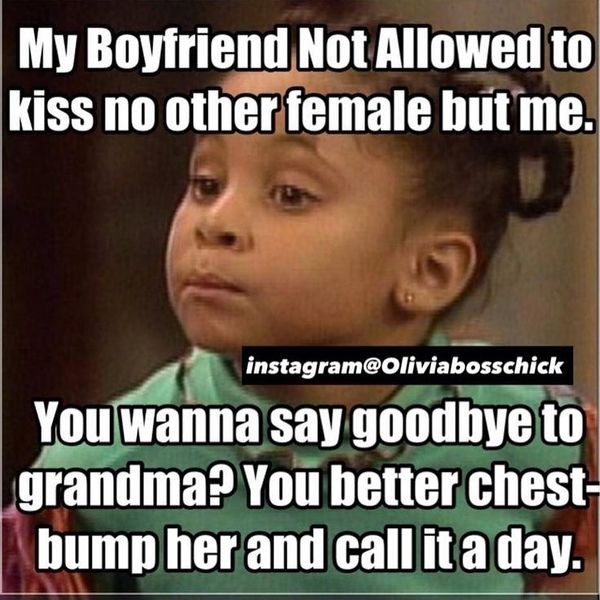 My Boyfriend Not Allowed to
kiss no other female but me.
instagram@Oliviabosschick
You wanna say goodbye to
grandma? You better chest-
bump her and call it a day.